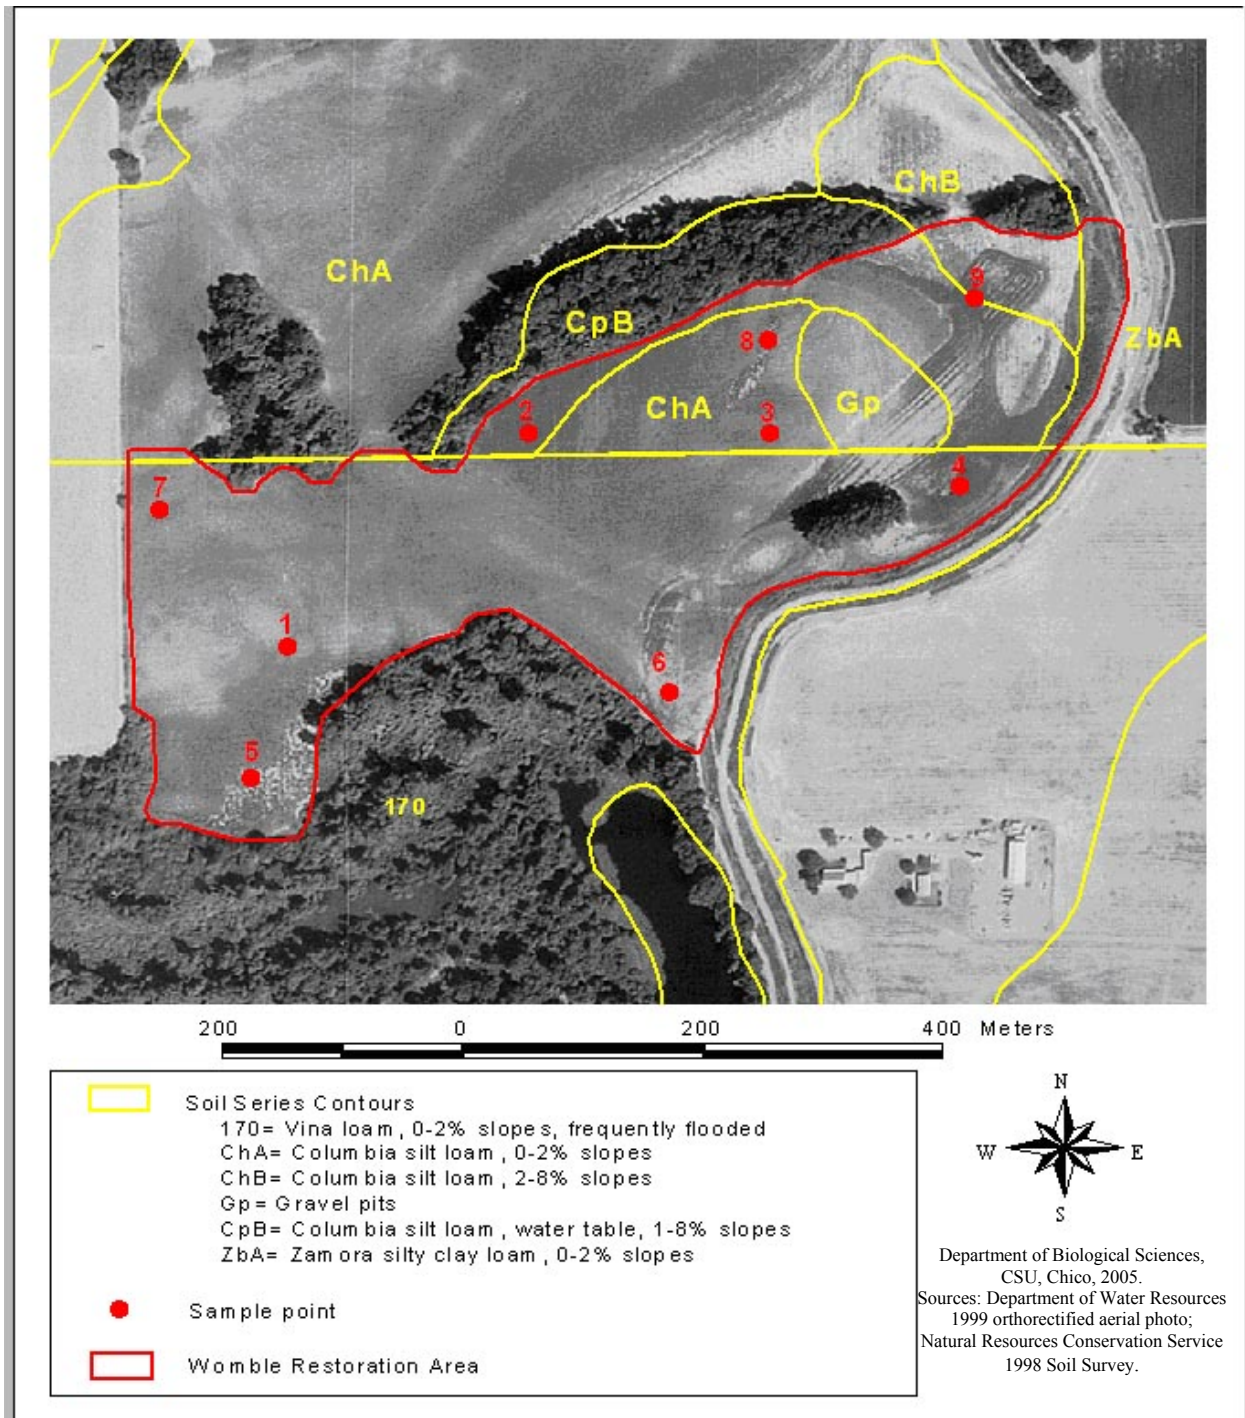 ChB
ChA
9
CpB
ZbA
8
ChA
Gp
2
3
4
7
1
6
5
170
200 0 200 400 Meters
Soil Series Contours
170= Vina loam, 0-2% slopes, frequently flooded
ChA= Columbia silt loam, 0-2% slopes
ChB= Columbia silt loam, 2-8% slopes
Gp= Gravel pits
CpB= Columbia silt loam, water table, 1-8% slopes
ZbA= Zamora silty clay loam, 0-2% slopes
Sample point
Womble Restoration Area
N
W E
S
Department of Biological Sciences,
CSU, Chico, 2005.
Sources: Department of Water Resources
1999 orthorectified aerial photo;
Natural Resources Conservation Service
1998 Soil Survey.